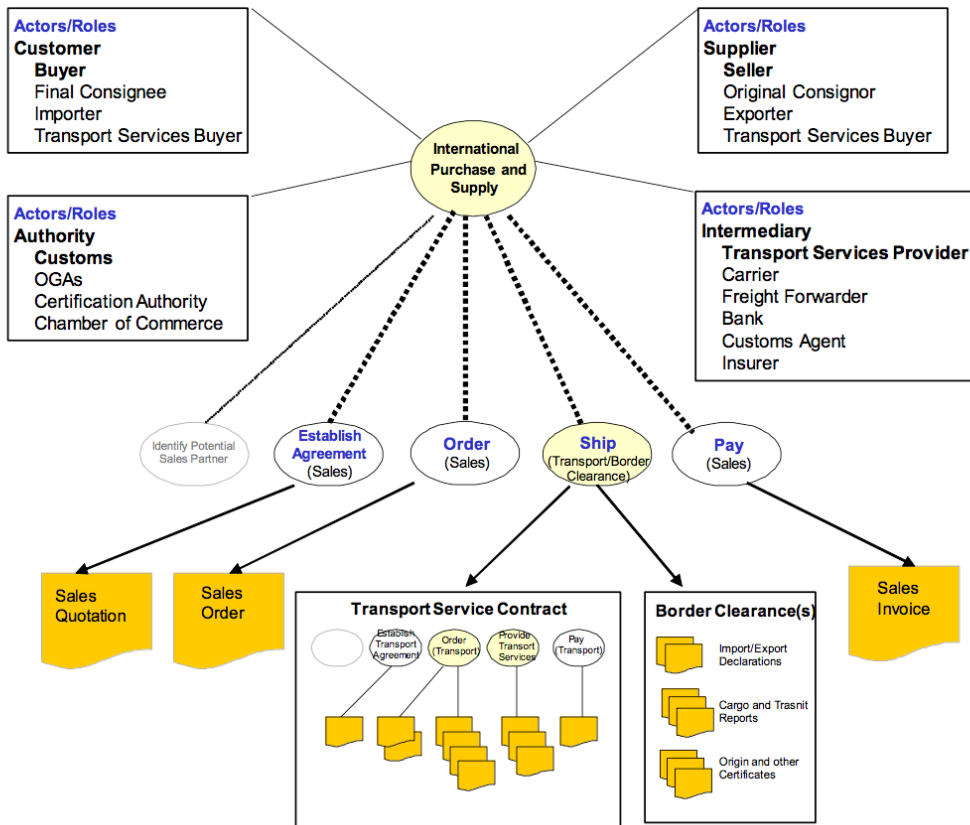 Actors/Roles
Customer
Buyer
Final Consignee
Importer
Transport Services Buyer
Actors/Roles
Supplier
Seller
Original Consignor
Exporter
Transport Services Buyer
International
Purchase and
Supply
Actors/Roles
Authority
Customs
OGAs
Certification Authority
Chamber of Commerce
Actors/Roles
Intermediary
Transport Services Provider
Carrier
Freight Forwarder
Bank
Customs Agent
Insurer
Identify Potential
Sales Partner
Establish
Agreement
(Sales)
Order
(Sales)
Ship
(Transport/Border
Clearance)
Pay
(Sales)
Sales
Quotation
Sales
Order
Transport Service Contract
Establish
Transport
Agreement
Order
(Transport)
Provide
Transort
Services
Pay
(Transport)
Border Clearance(s)
Import/Export
Declarations
Cargo and Trasnit
Reports
Origin and other
Certificates
Sales
Invoice